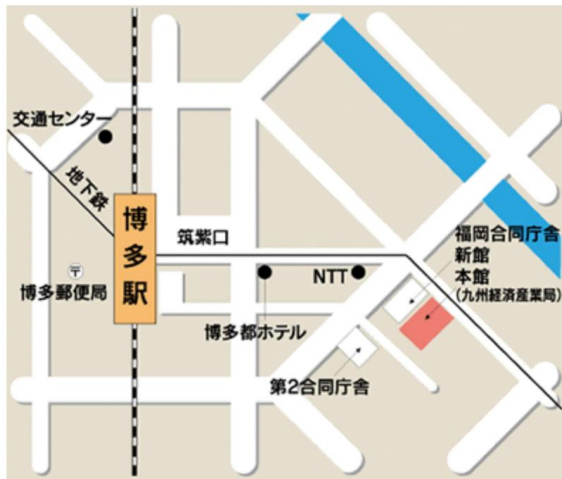 交通センター
地下鉄
博多駅
筑紫口
〒
博多郵便局
NTT
博多都ホテル
福岡合同庁舎
新館
本館
(九州経済産業局)
第2合同庁舎